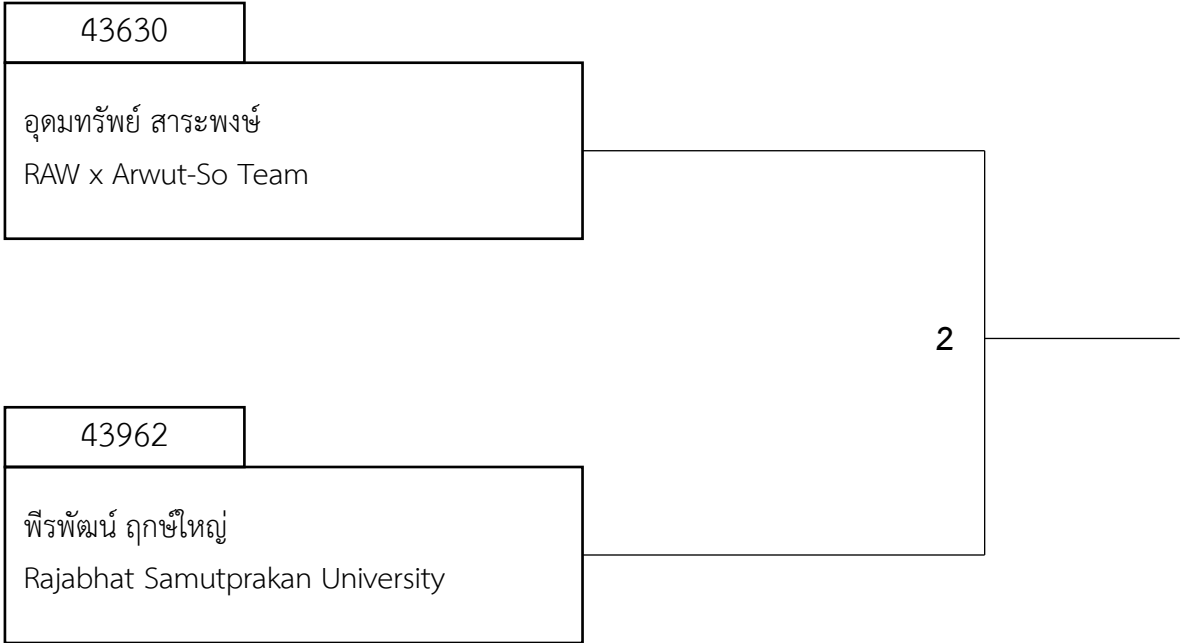 43630
อุดมทรัพย์ สาระพงษ์
RAW x Arwut-So Team
2
43962
พีรพัฒน์ ฤกษ์ใหญ่
Rajabhat Samutprakan University